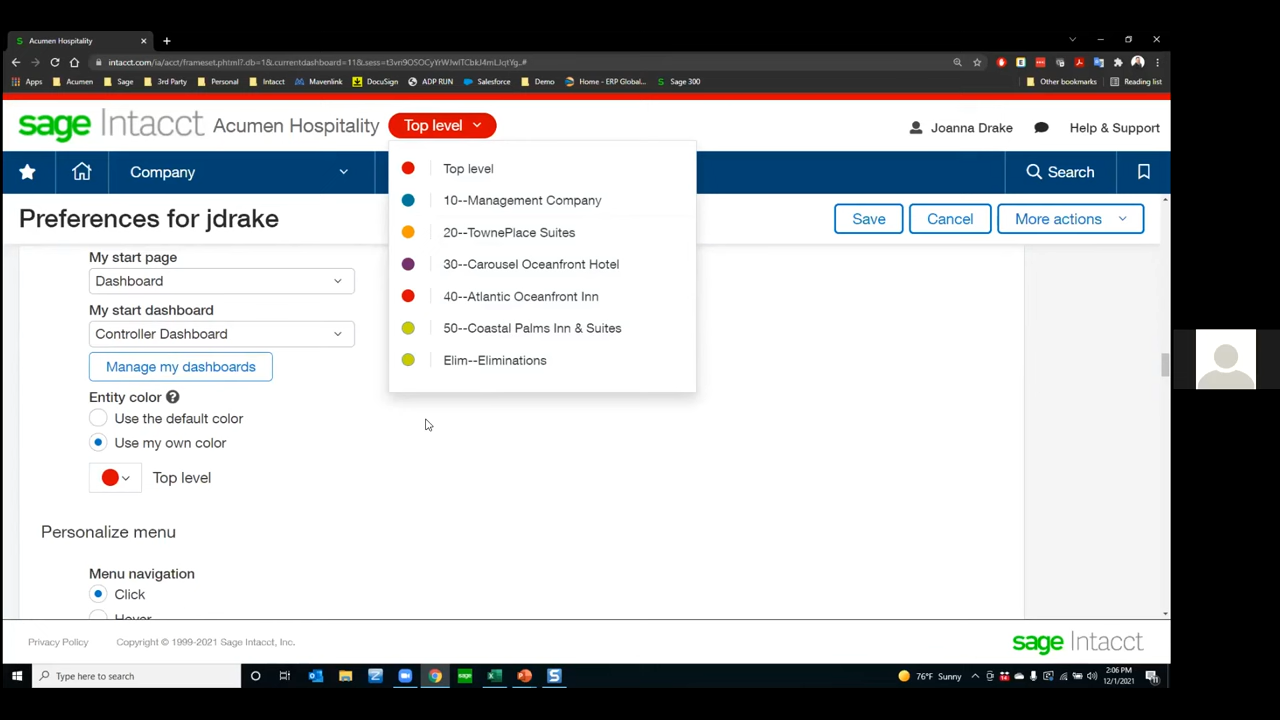 Acumen Hospitality
intacct.com/ia/acct/frameset.phtml?.db=1&currentdashboard=11&.sess=
Apps Acumen Sage 3rd Party Personal Intacct Mavenlink DocuSign ADP RUN Salesforce Demo Home - ERP Global... Sage 300 Other bookmarks Reading list
sage Intacct Acumen Hospitality Top level Joanna Drake Help & Support
Company Search
Top level
10--Management Company
20--TownePlace Suites
30--Carousel Oceanfront Hotel
40--Atlantic Oceanfront Inn
50--Coastal Palms Inn & Suites
Elim--Eliminations
Preferences for jdrake Save Cancel More actions
My start page
Dashboard
My start dashboard
Controller Dashboard
Manage my dashboards
Entity color ?
Use the default color
Use my own color
Top level
Personalize menu
Menu navigation
Click
Hover
Privacy Policy Copyright © 1999-2021 Sage Intacct, Inc. sage Intacct
Type here to search 76°F Sunny 2:06 PM
12/1/2021